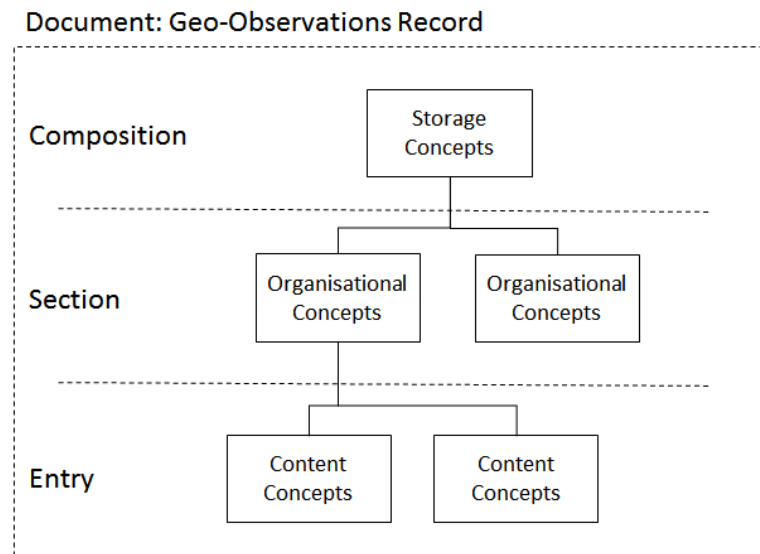 Document: Geo-Observations Record
Composition
Storage
Concepts
Section
Organisational
Concepts
Organisational
Concepts
Entry
Content
Concepts
Content
Concepts